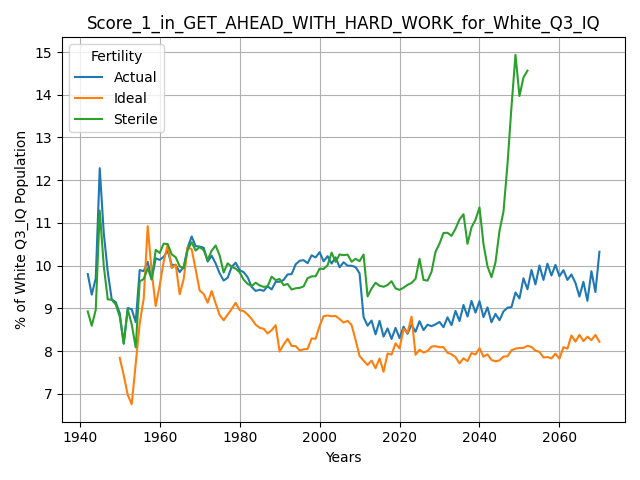 Score_1_in_GET_AHEAD_WITH_HARD_WORK_for_White_Q3_IQ
Fertility
Actual
Ideal
Sterile
% of White Q3_IQ Population
15
14
13
12
11
10
9
8
7
1940 1960 1980 2000 2020 2040 2060
Years